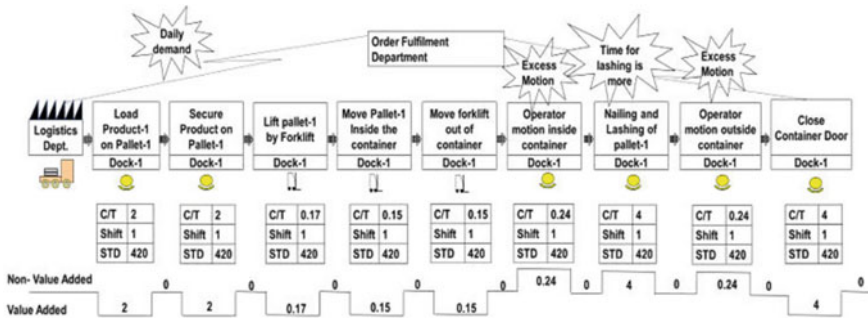 Daily
demand
Order Fulfilment
Department
Excess
Motion
Time for
lashing is
more
Excess
Motion
Logistics
Dept.
Load
Product-1
on Pallet-1
Dock-1
Secure
Product on
Pallet-1
Dock-1
Lift pallet-1
by Forklift
Dock-1
Move Pallet-1
Inside the
container
Dock-1
Move forklift
out of
container
Dock-1
Operator
motion inside
container
Dock-1
Nailing and
Lashing of
pallet-1
Dock-1
Operator
motion outside
container
Dock-1
Close
Container Door
Dock-1
C/T 2
Shift 1
STD 420
C/T 2
Shift 1
STD 420
C/T 0.17
Shift 1
STD 420
C/T 0.15
Shift 1
STD 420
C/T 0.15
Shift 1
STD 420
C/T 0.24
Shift 1
STD 420
C/T 4
Shift 1
STD 420
C/T 0.24
Shift 1
STD 420
C/T 4
Shift 1
STD 420
Non- Value Added 0 0 0 0 0 0.24 0 4 0 0.24 0 0
Value Added 2 2 0.17 0.15 0.15 4